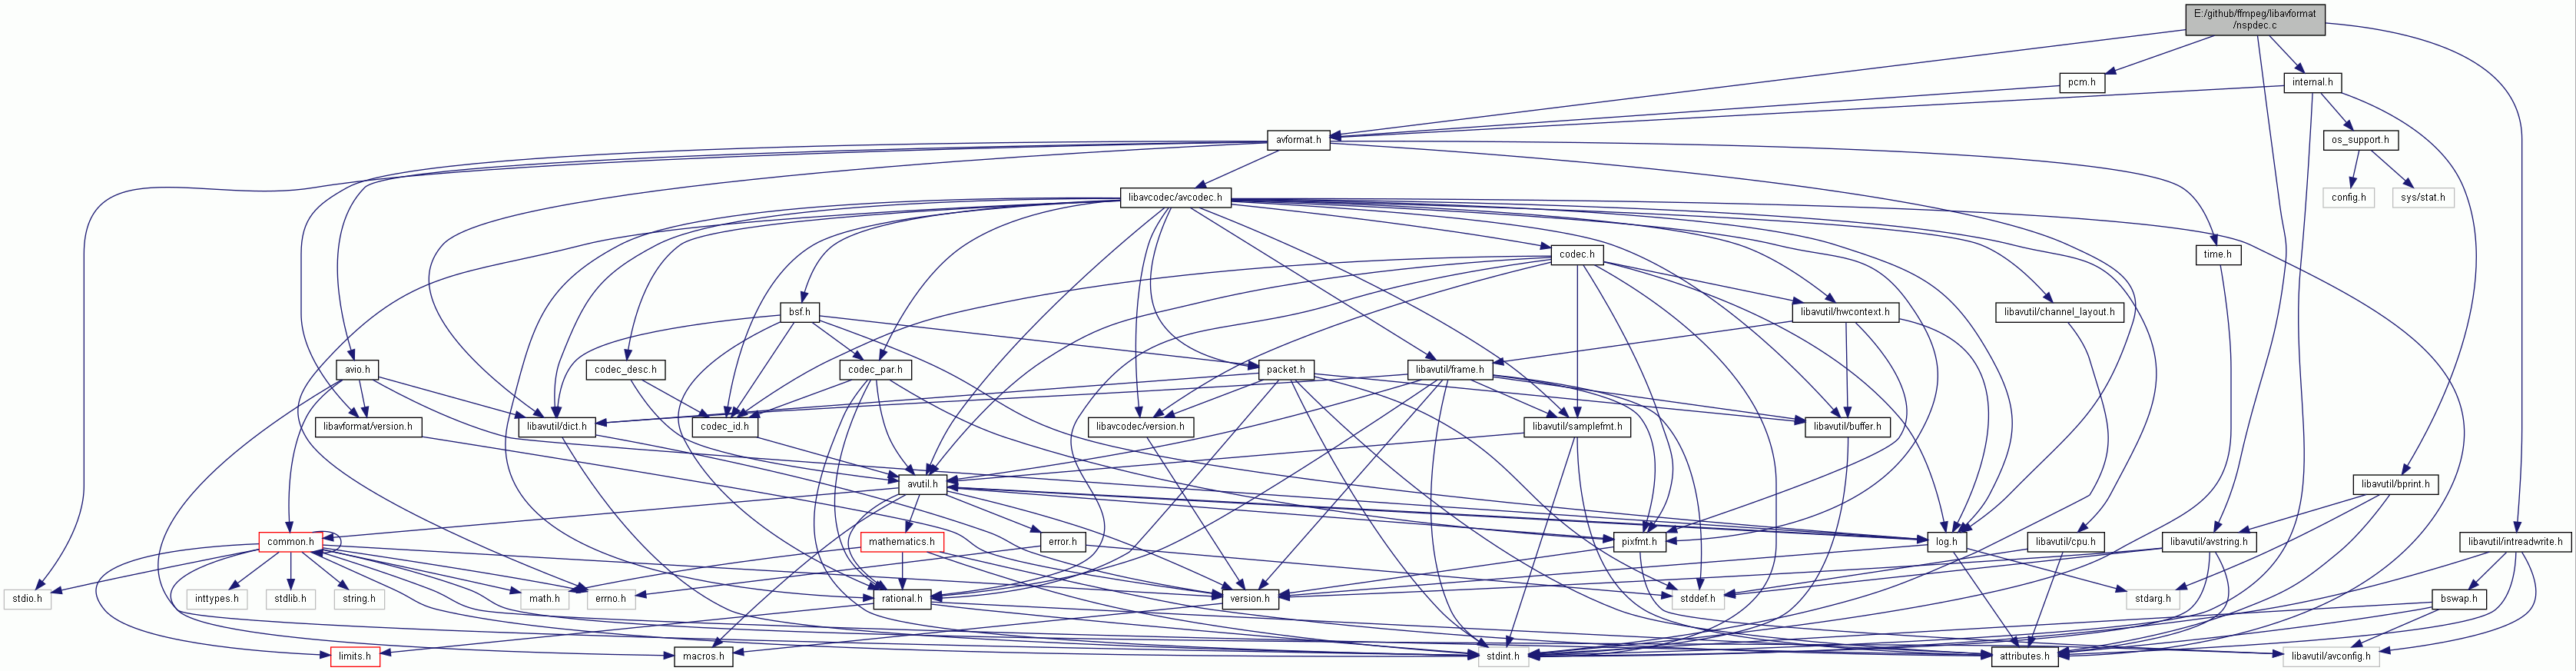 E:/github/ffmpeg/libavformat
/nspdec.c
pcm.h
internal.h
avformat.h
os_support.h
libavcodec/avcodec.h
config.h
sys/stat.h
codec.h
time.h
bsf.h
libavutil/hwcontext.h
libavutil/channel_layout.h
avio.h
codec_desc.h
codec_par.h
packet.h
libavutil/frame.h
libavformat/version.h
libavutil/dict.h
codec_id.h
libavcodec/version.h
libavutil/samplefmt.h
libavutil/buffer.h
avutil.h
libavutil/bprint.h
common.h
mathematics.h
error.h
pixfmt.h
log.h
libavutil/cpu.h
libavutil/avstring.h
libavutil/intreadwrite.h
stdio.h
inttypes.h
stdlib.h
string.h
math.h
errno.h
rational.h
version.h
stddef.h
stdarg.h
bswap.h
limits.h
macros.h
stdint.h
attributes.h
libavutil/avconfig.h